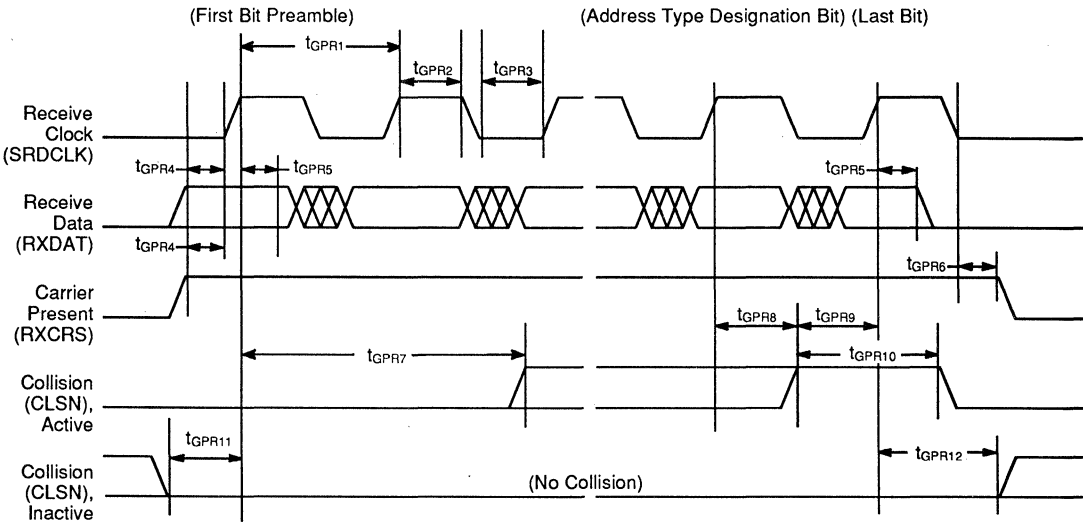 (First Bit Preamble)
(Address Type Designation Bit) (Last Bit)
tGPR1
tGPR2
tGPR3
Receive
Clock
(SRDCLK)
tGPR4
tGPR5
tGPR5
Receive
Data
(RXDAT)
tGPR4
tGPR6
Carrier
Present
(RXCRS)
tGPR8
tGPR9
tGPR7
tGPR10
Collision
(CLSN),
Active
tGPR11
tGPR12
Collision
(CLSN),
Inactive
(No Collision)